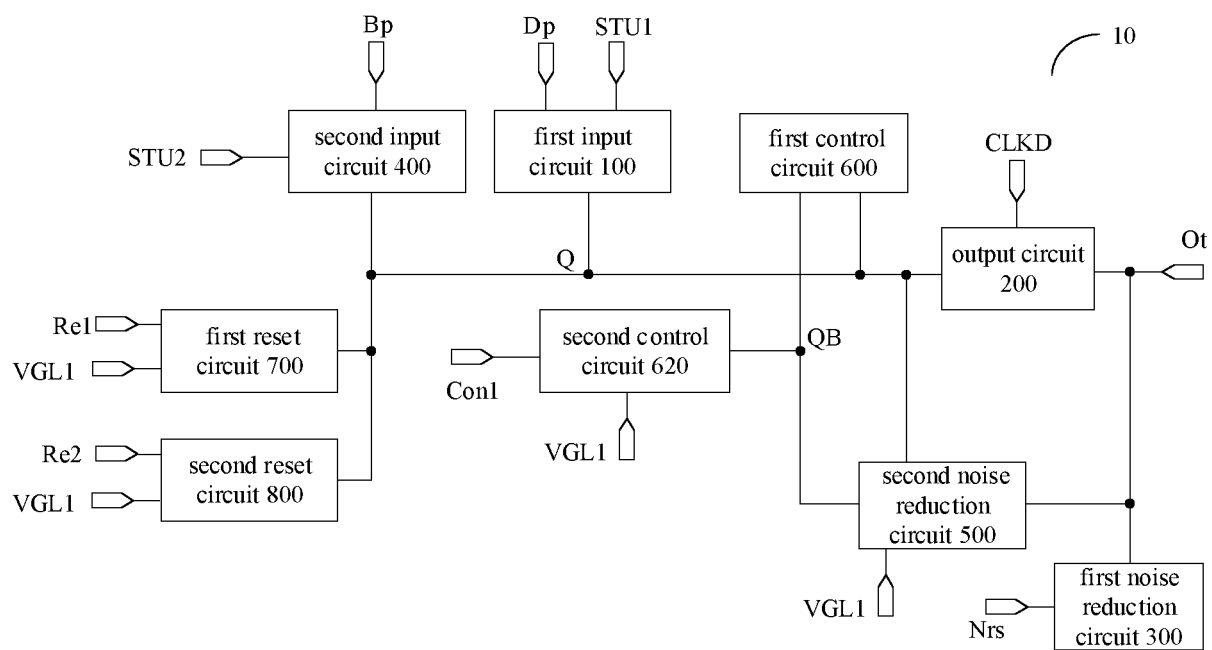 Bp
Dp
STU1
10
second input
circuit 400
first input
circuit 100
first control
circuit 600
CLKD
STU2
output circuit
200
Ot
Q
Re1
VGL1
first reset
circuit 700
Con1
second control
circuit 620
QB
VGL1
Re2
VGL1
second reset
circuit 800
second noise
reduction
circuit 500
VGL1
Nrs
first noise
reduction
circuit 300